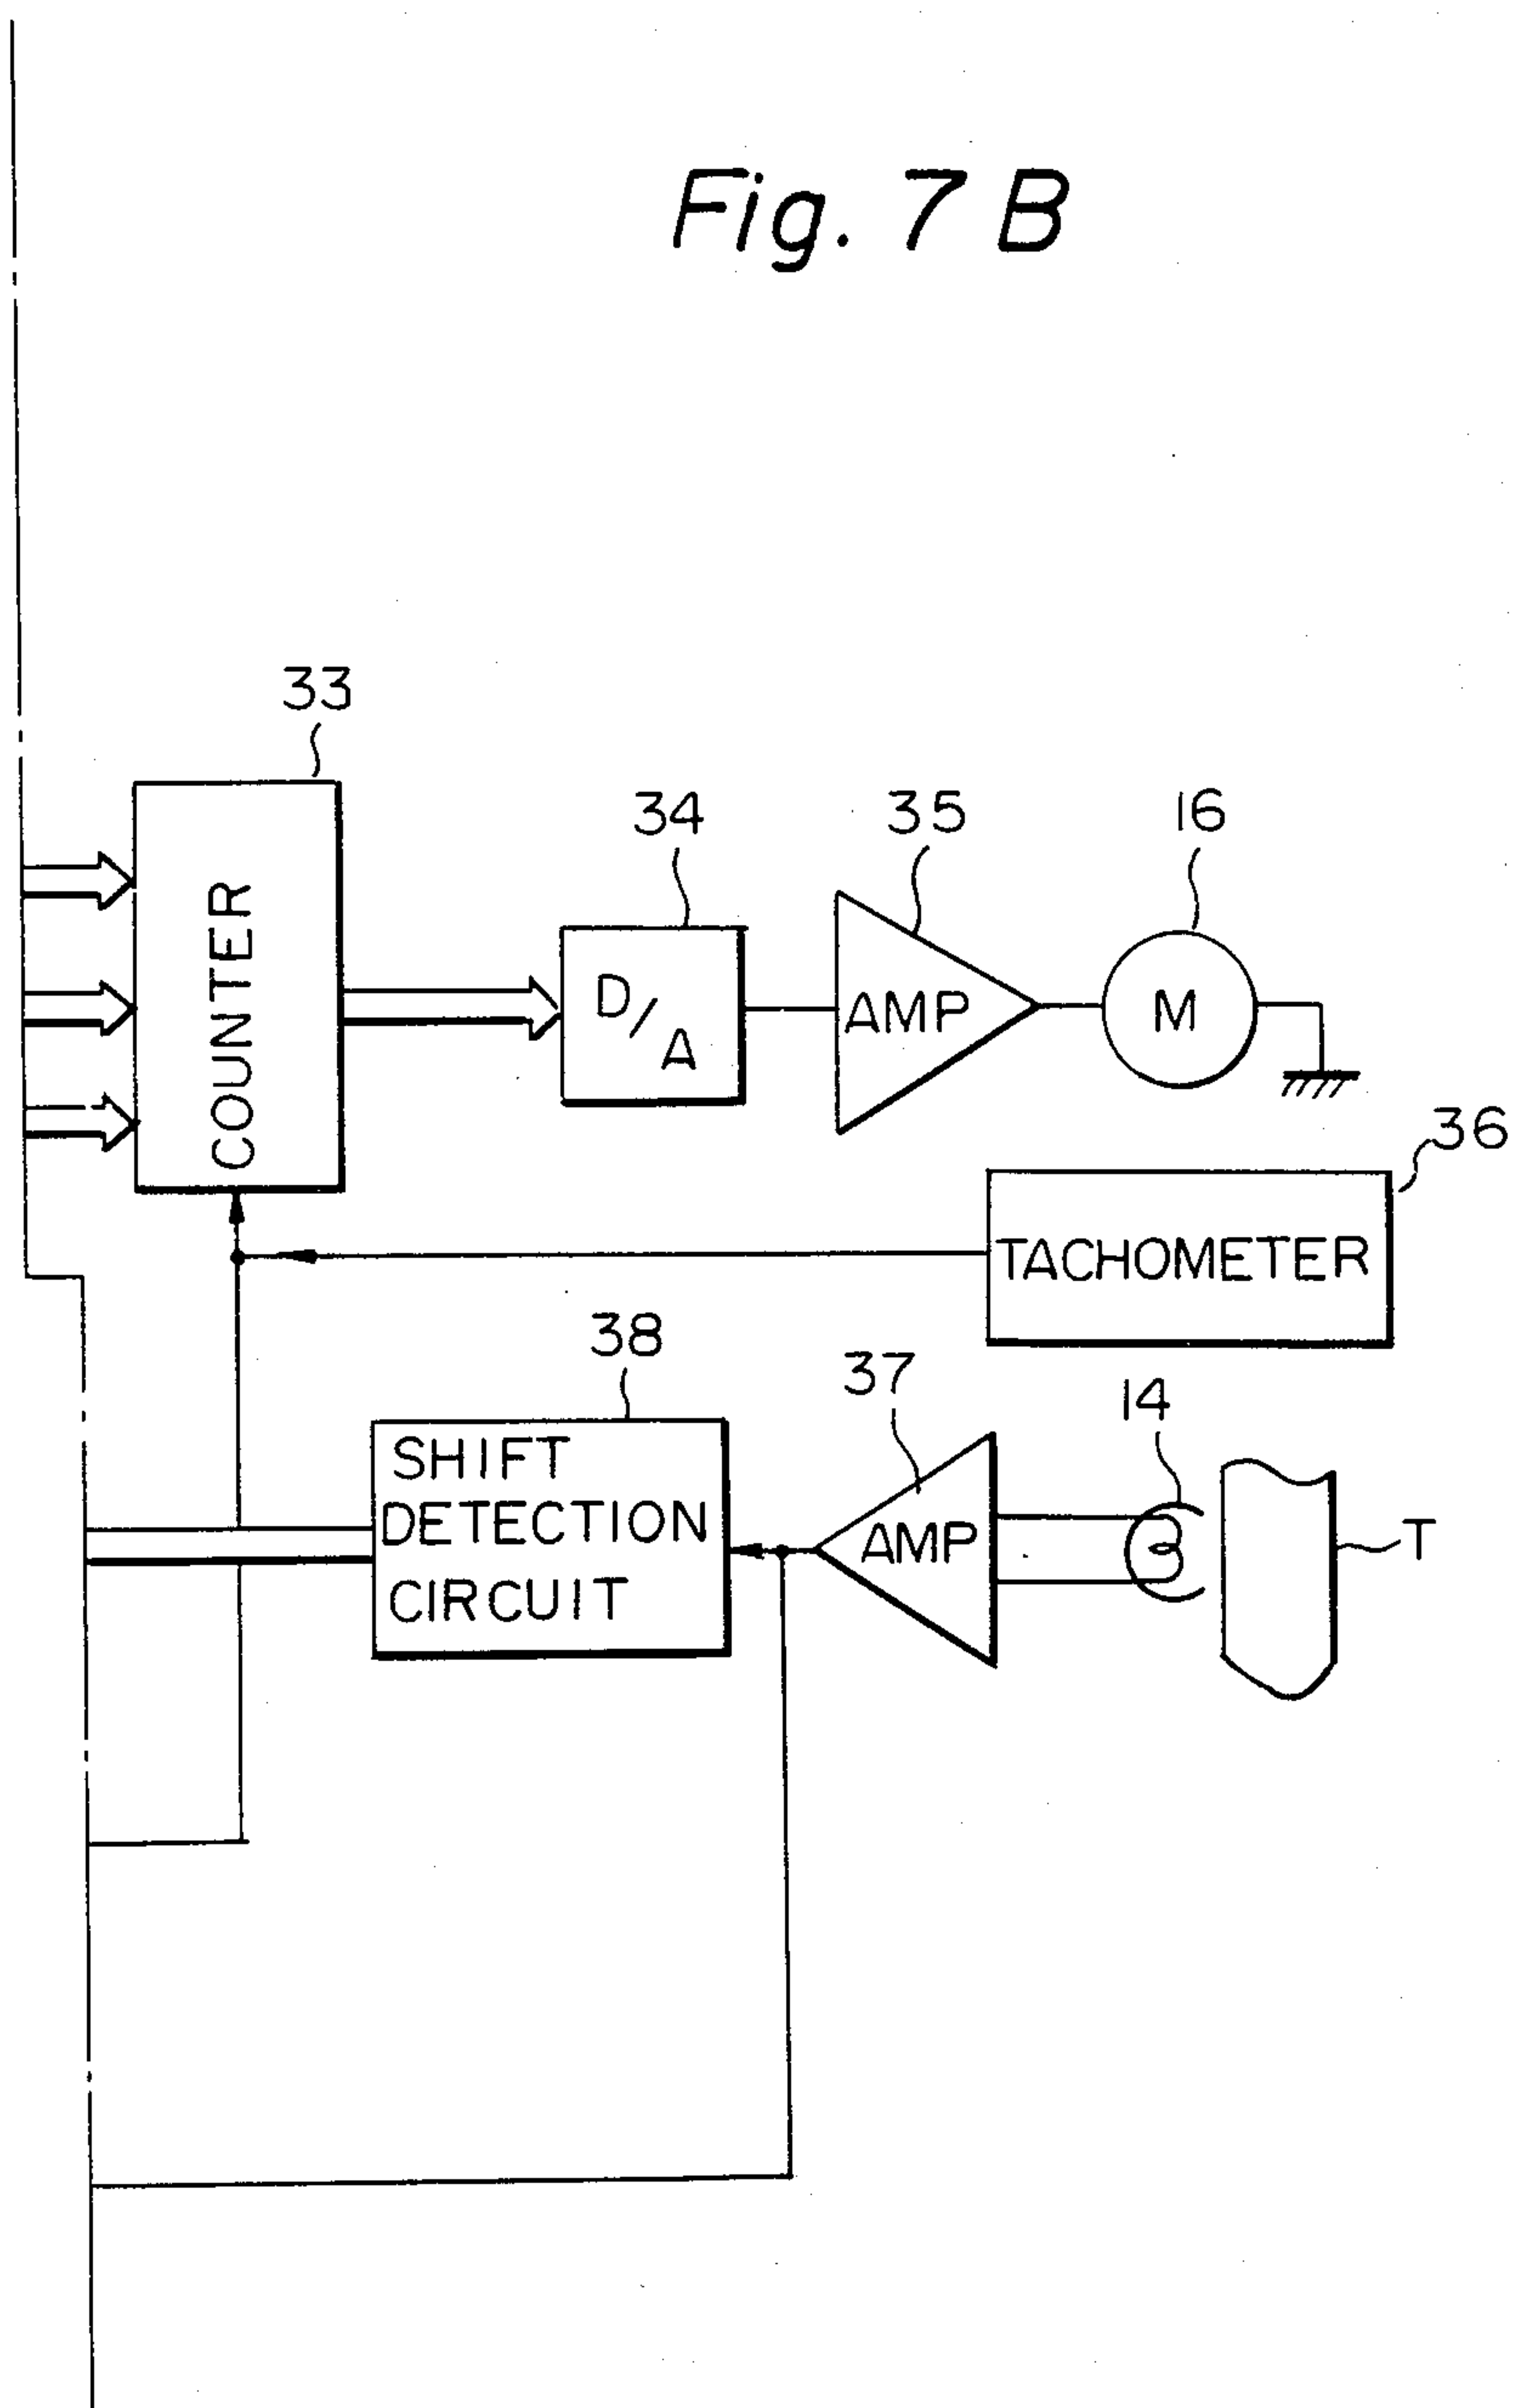 Fig. 7 B
33
34
35
16
COUNTER
D/A
AMP
M
36
TACHOMETER
38
37
14
SHIFT
DETECTION
CIRCUIT
AMP
T